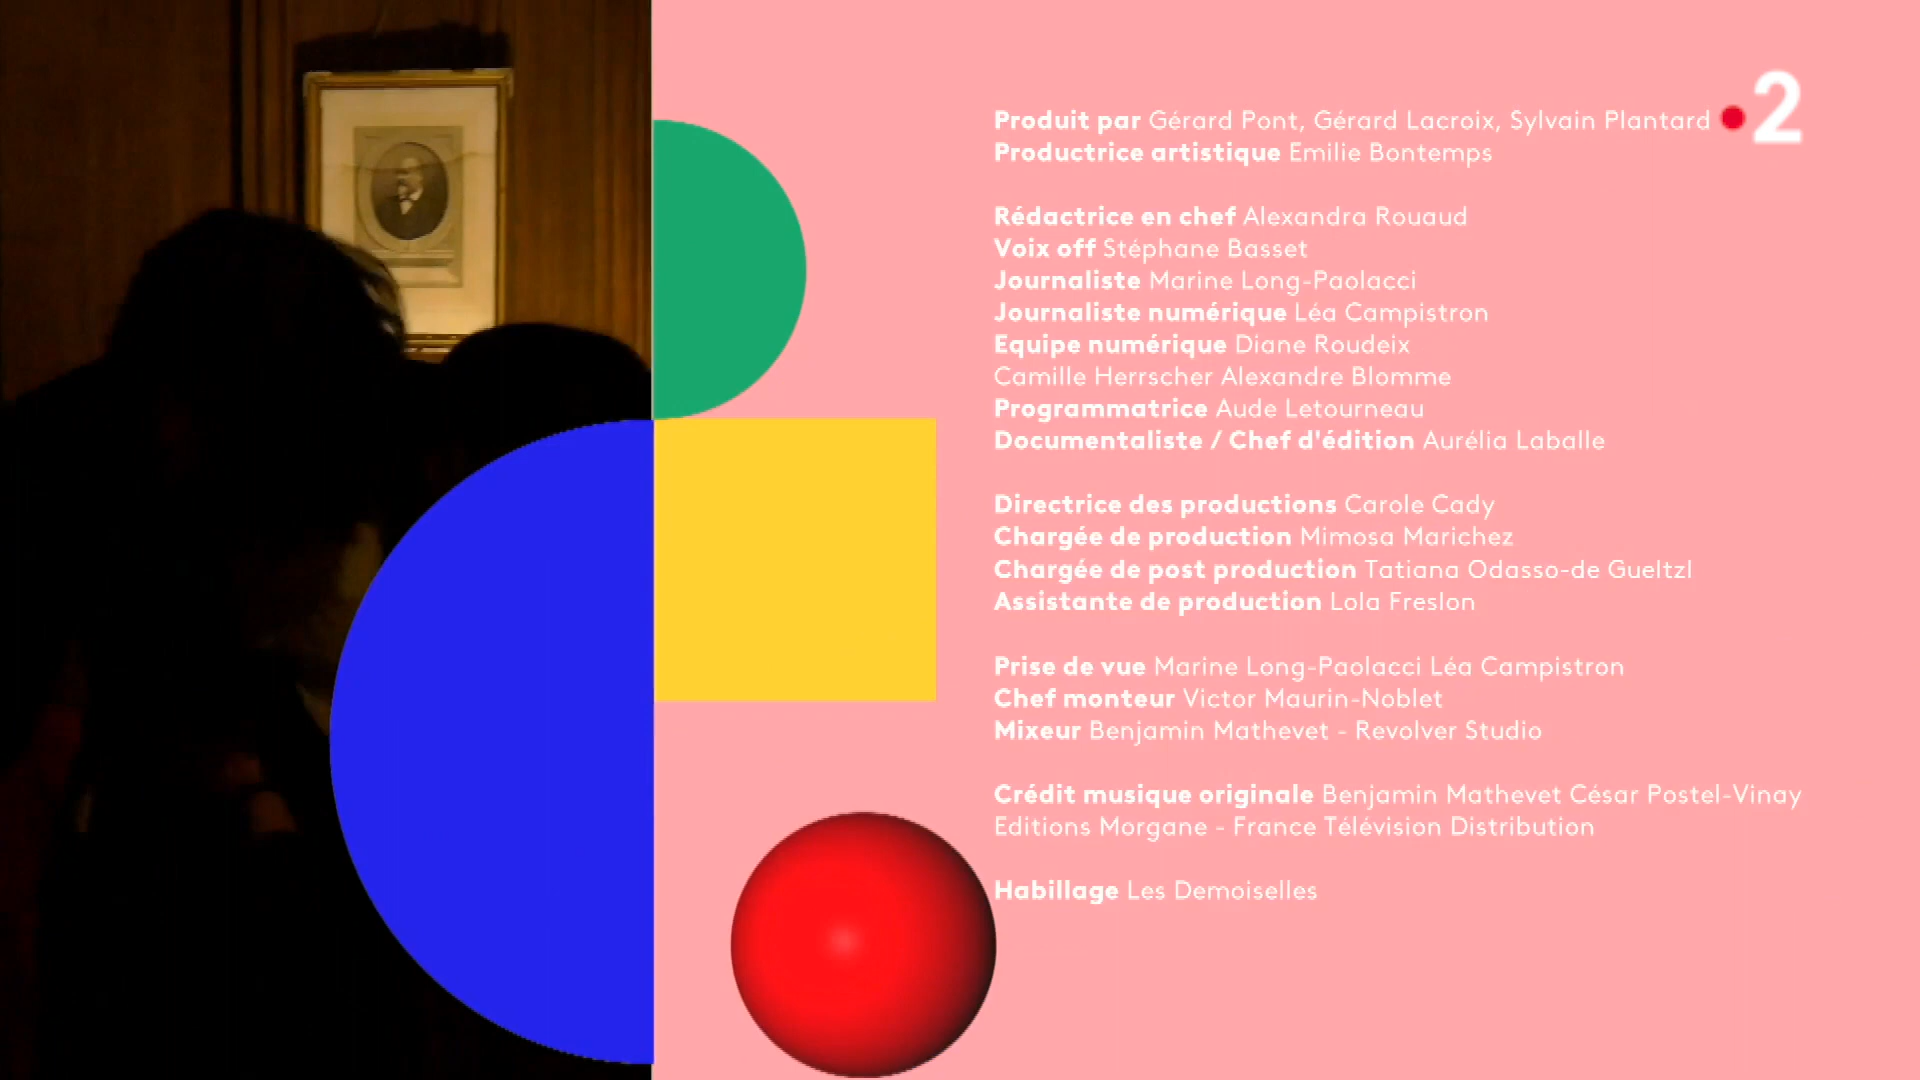 Produit par Gérard Pont, Gérard Lacroix, Sylvain Plantard
2
Productrice artistique Emilie Bontemps
Rédactrice en chef Alexandra Rouaud
Voix off Stéphane Basset
Journaliste Marine Long-Paolacci
Journaliste numérique Léa Campistron
Equipe numérique Diane Roudeix
Camille Herrscher Alexandre Blomme
Programmatrice Aude Letourneau
Documentaliste / Chef d'édition Aurélia Laballe
Directrice des productions Carole Cady
Chargée de production Mimosa Marichez
Chargée de post production Tatiana Odasso-de Gueltzl
Assistante de production Lola Freslon
Prise de vue Marine Long-Paolacci Léa Campistron
Chef monteur Victor Maurin-Noblet
Mixeur Benjamin Mathevet - Revolver Studio
Crédit musique originale Benjamin Mathevet César Postel-Vinay
Editions Morgane - France Télévision Distribution
Habillage Les Demoiselles